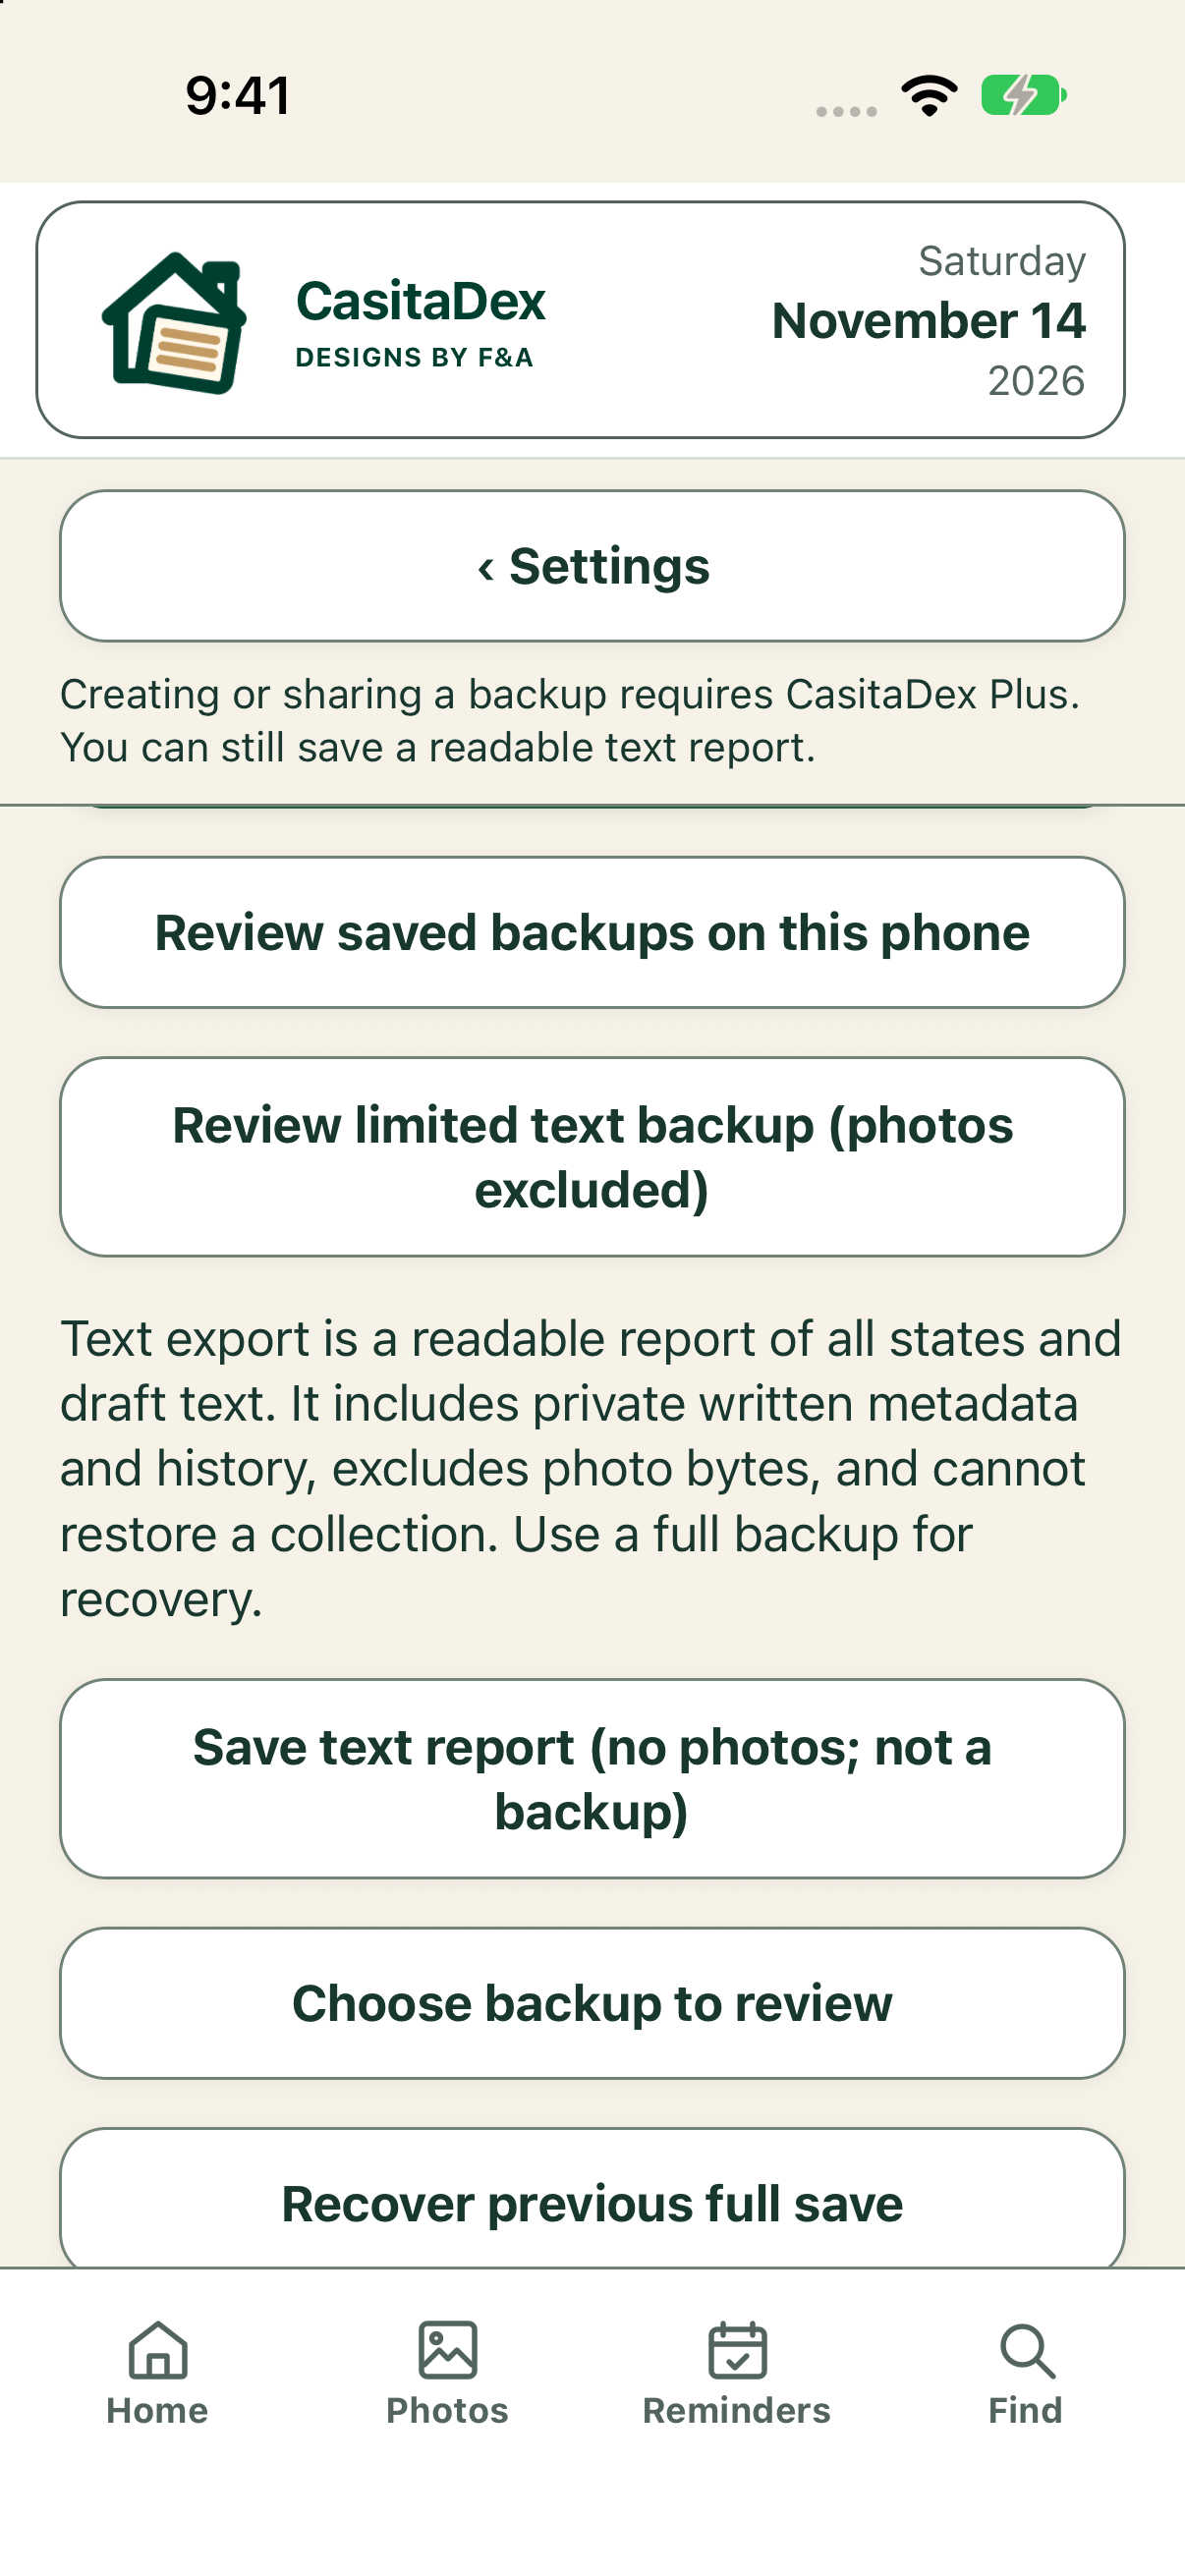 9:41
CasitaDex
DESIGNS BY F&A
Saturday
November 14
2026
‹ Settings
Creating or sharing a backup requires CasitaDex Plus.
You can still save a readable text report.
Review saved backups on this phone
Review limited text backup (photos
excluded)
Text export is a readable report of all states and
draft text. It includes private written metadata
and history, excludes photo bytes, and cannot
restore a collection. Use a full backup for
recovery.
Save text report (no photos; not a
backup)
Choose backup to review
Recover previous full save
Home
Photos
Reminders
Find